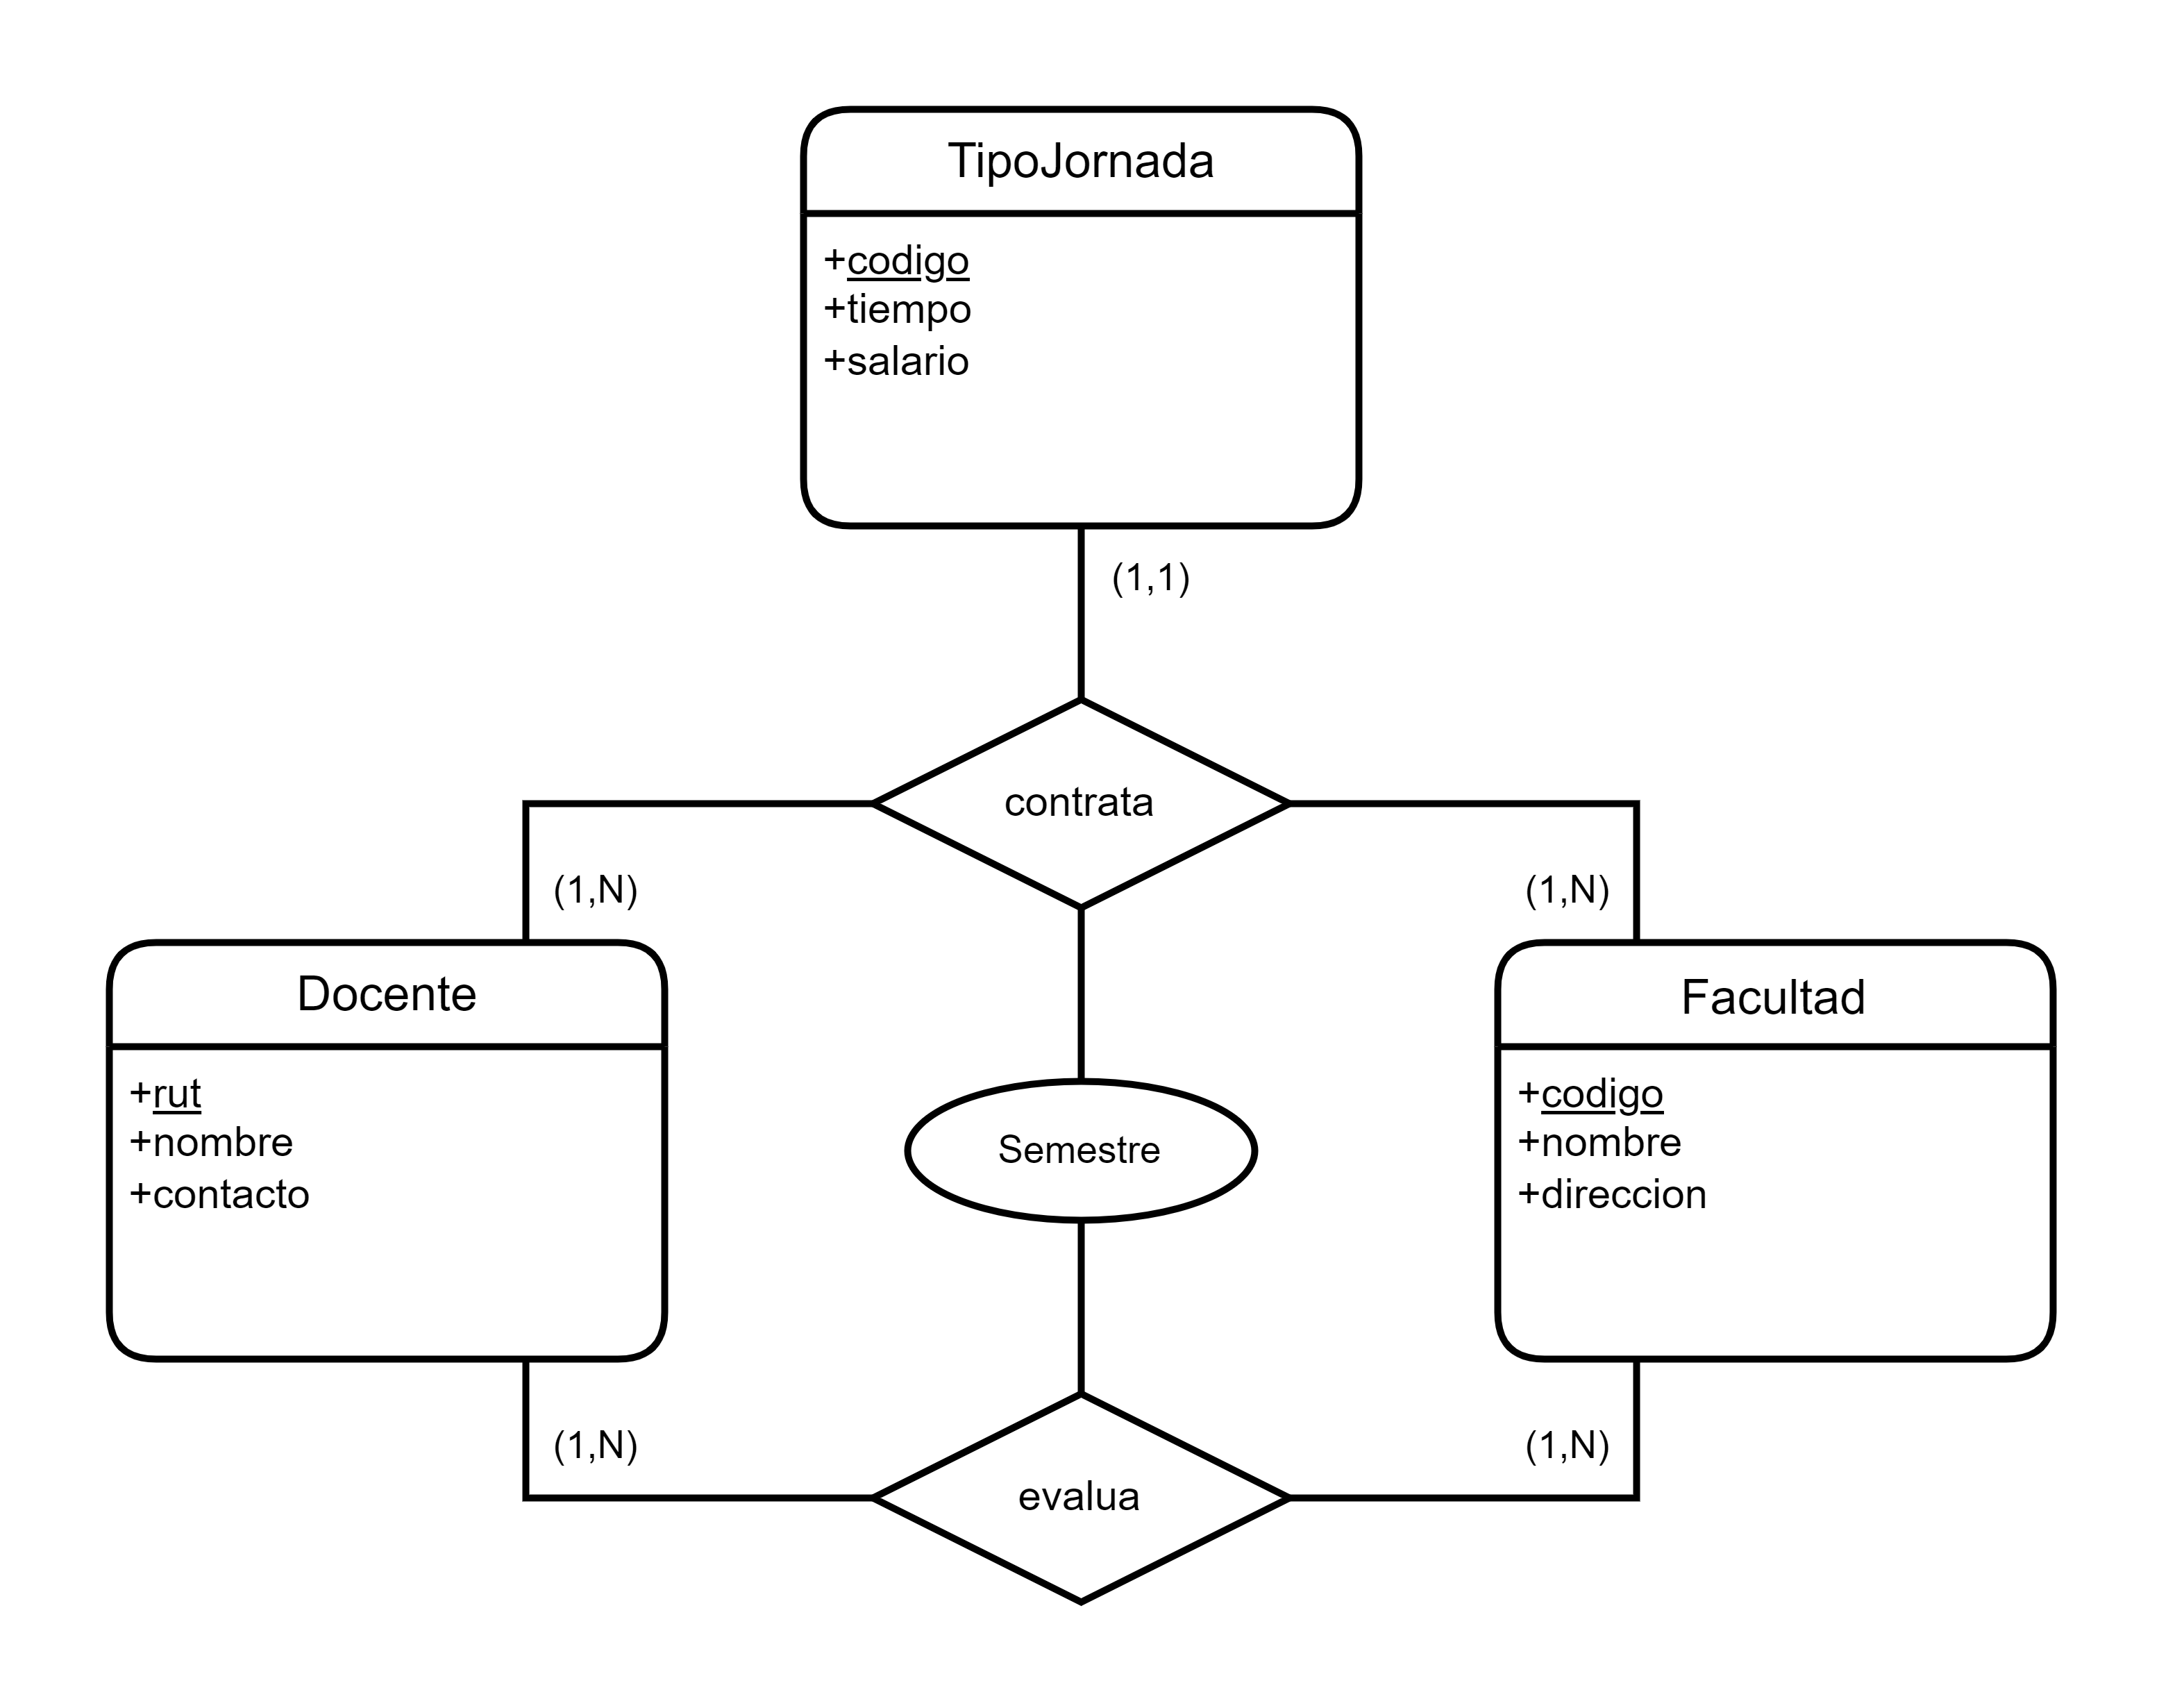 TipoJornada
+codigo
+tiempo
+salario
(1,1)
contrata
(1,N)
(1,N)
Docente
+rut
+nombre
+contacto
Semestre
Facultad
+codigo
+nombre
+direccion
(1,N)
(1,N)
evalua